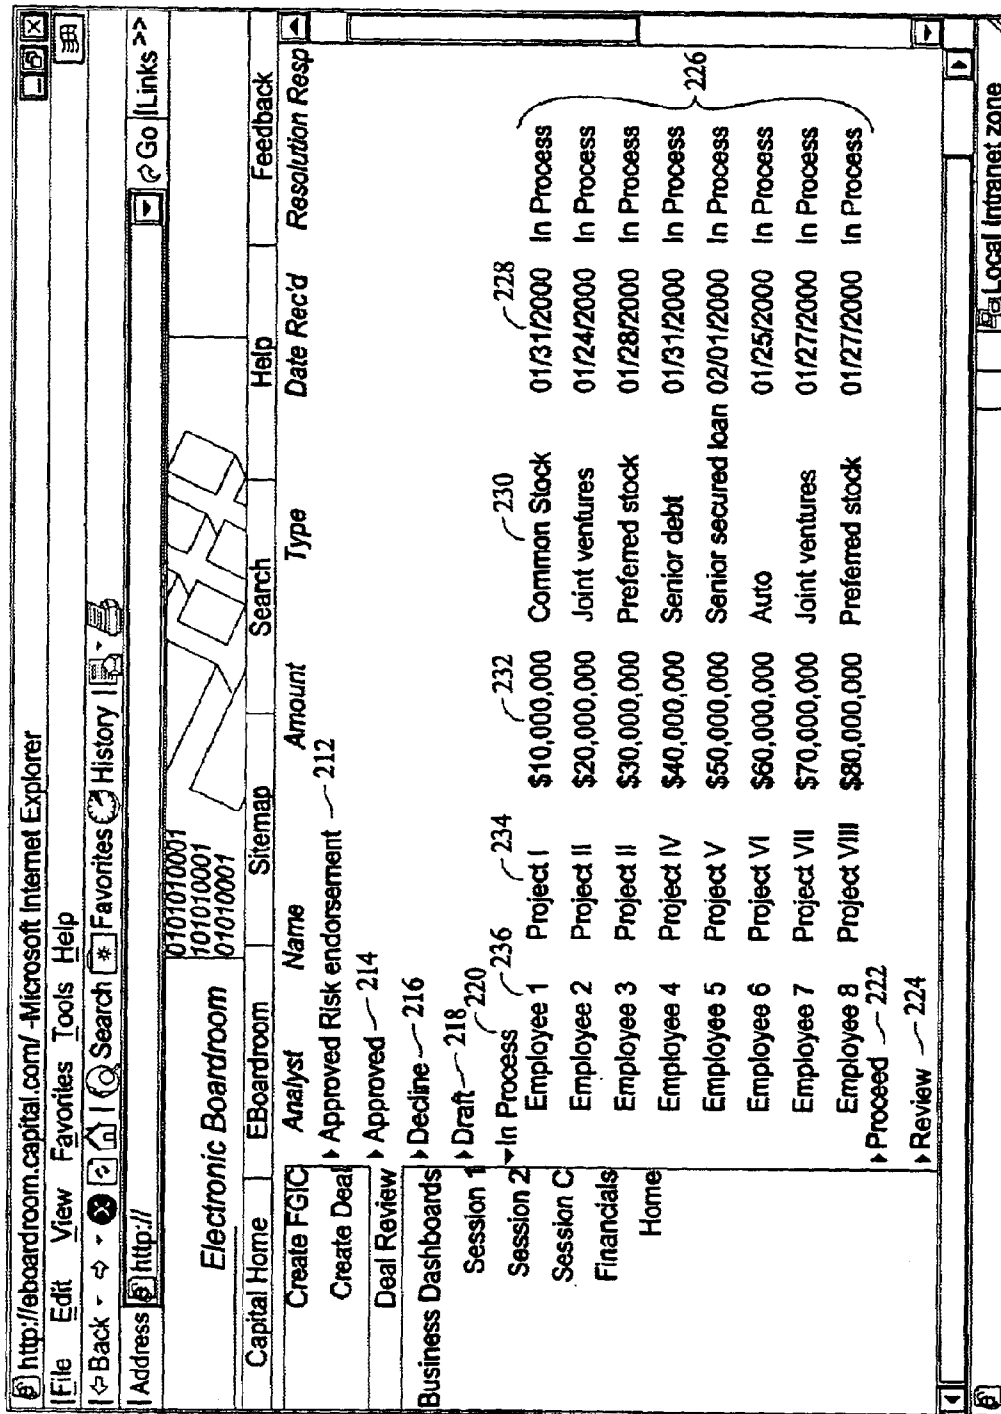 http://eboardroom.capital.com/ -Microsoft Internet Explorer
File Edit View Favorites Tools Help
Back Search Favorites History
Address http:// Go Links >>
Electronic Boardroom
0101010001
101010001
01010001
Capital Home EBoardroom Sitemap Search Help Feedback
Create FGIC
Create Deal
Deal Review
Business Dashboards
Session 1
Session 2
Session C
Financials
Home
Analyst Name Amount Type Date Rec'd Resolution Resp
Approved Risk endorsement 212
Approved 214
Decline 216
Draft 218
In Process 220
236 234 232 230 228 226
Employee 1 Project I $10,000,000 Common Stock 01/31/2000 In Process
Employee 2 Project II $20,000,000 Joint ventures 01/24/2000 In Process
Employee 3 Project II $30,000,000 Preferred stock 01/28/2000 In Process
Employee 4 Project IV $40,000,000 Senior debt 01/31/2000 In Process
Employee 5 Project V $50,000,000 Senior secured loan 02/01/2000 In Process
Employee 6 Project VI $60,000,000 Auto 01/25/2000 In Process
Employee 7 Project VII $70,000,000 Joint ventures 01/27/2000 In Process
Employee 8 Project VIII $80,000,000 Preferred stock 01/27/2000 In Process
Proceed 222
Review 224
Local intranet zone